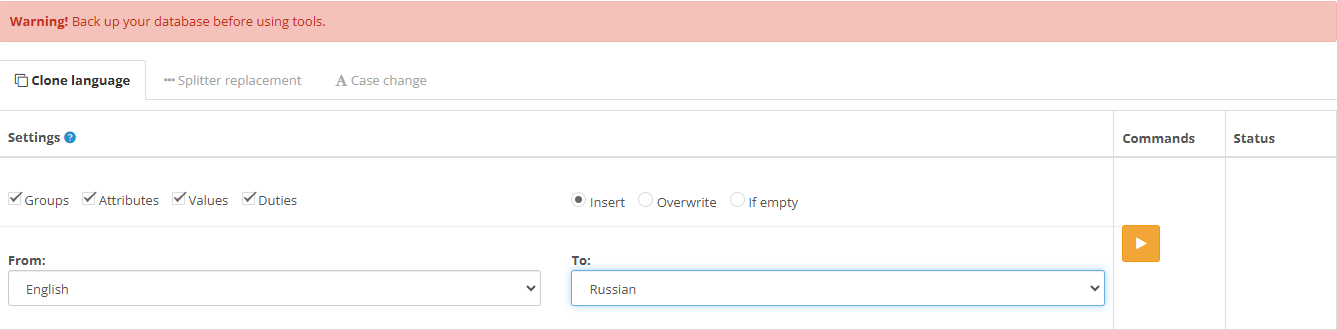 Warning! Back up your database before using tools.
Clone language Splitter replacement Case change
Settings Commands Status
Groups Attributes Values Duties Insert Overwrite If empty
From: To:
English Russian